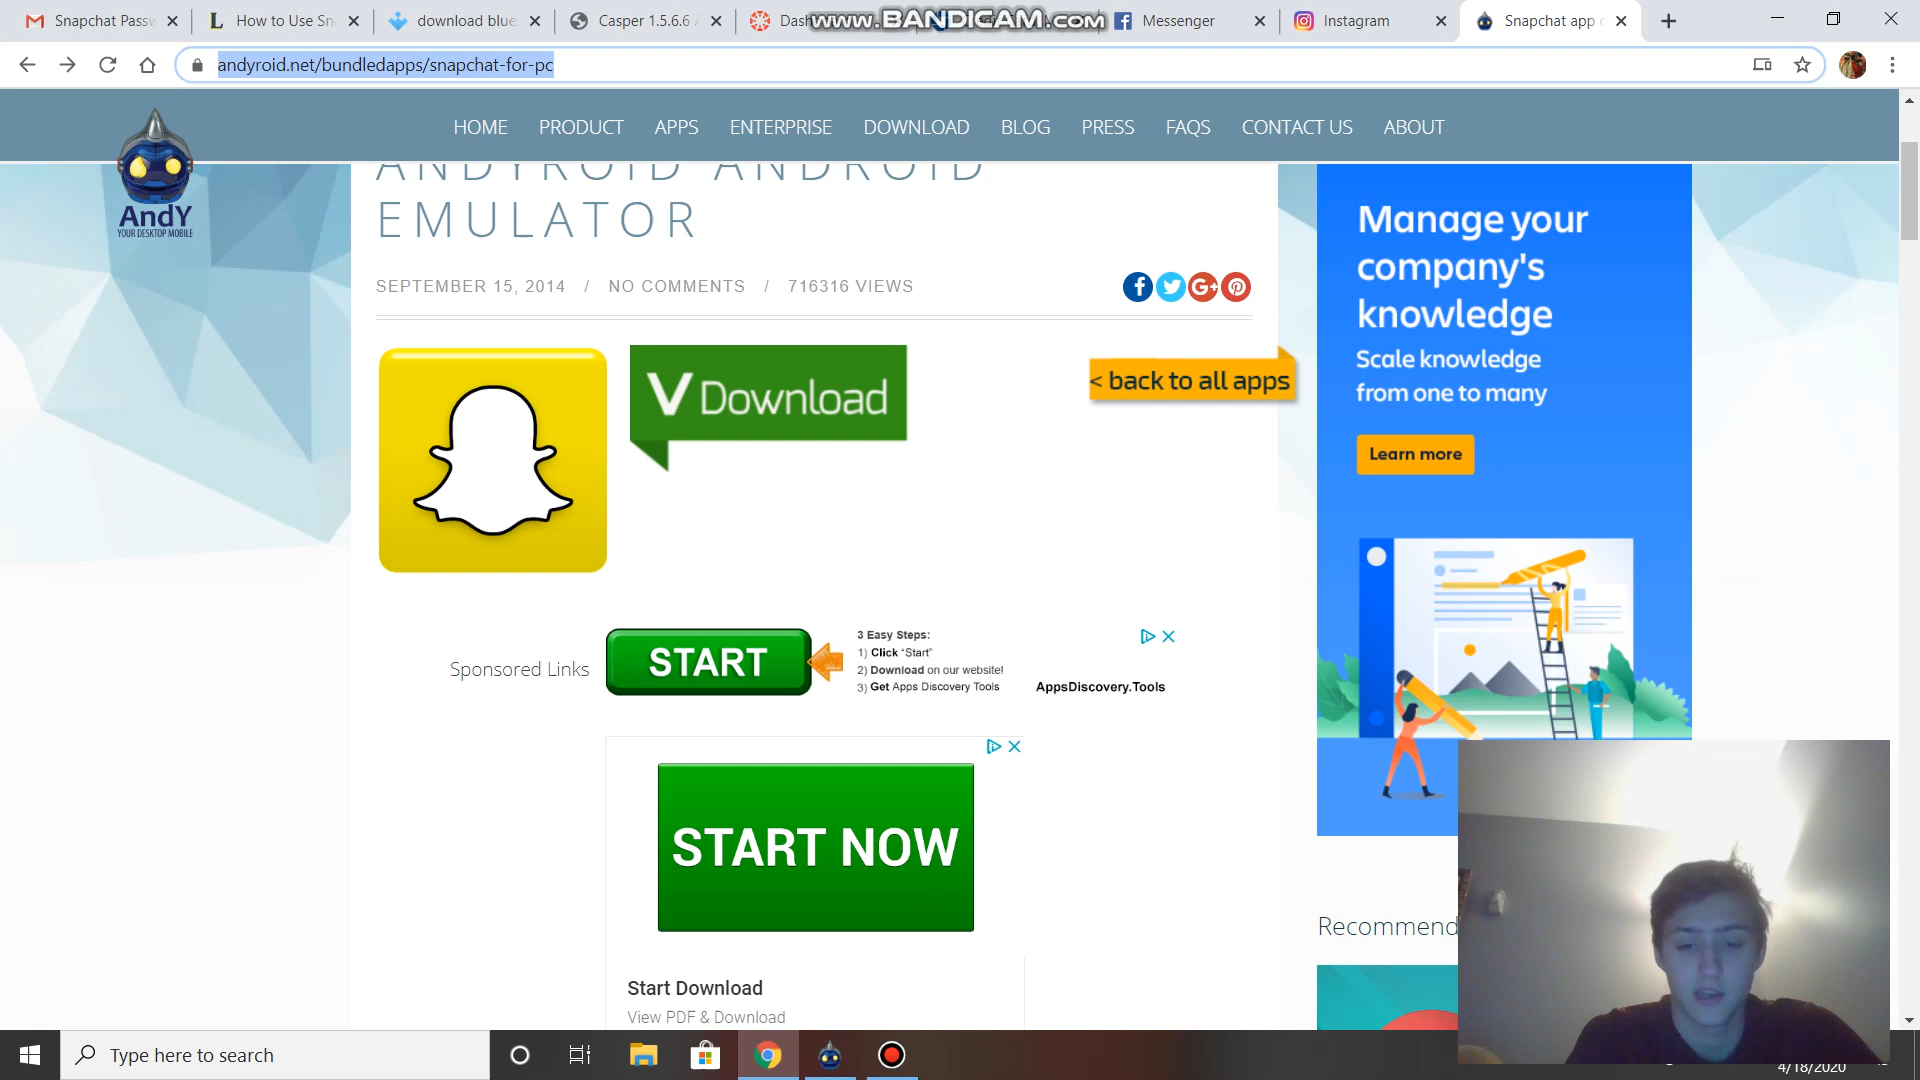 Snapchat Passw
How to Use Sna
download blue
Casper 1.5.6.6
Dash
www.BANDICAM.com
Messenger
Instagram
Snapchat app
andyroid.net/bundledapps/snapchat-for-pc
HOME PRODUCT APPS ENTERPRISE DOWNLOAD BLOG PRESS FAQS CONTACT US ABOUT
AndY
YOUR DESKTOP MOBILE
ANDYROID ANDROID
EMULATOR
SEPTEMBER 15, 2014 / NO COMMENTS / 716316 VIEWS
V Download
< back to all apps
Manage your
company's
knowledge
Scale knowledge
from one to many
Learn more
Sponsored Links
START
3 Easy Steps:
1) Click "Start"
2) Download on our website!
3) Get Apps Discovery Tools
AppsDiscovery.Tools
START NOW
Start Download
View PDF & Download
Recommend
Type here to search
4/18/2020